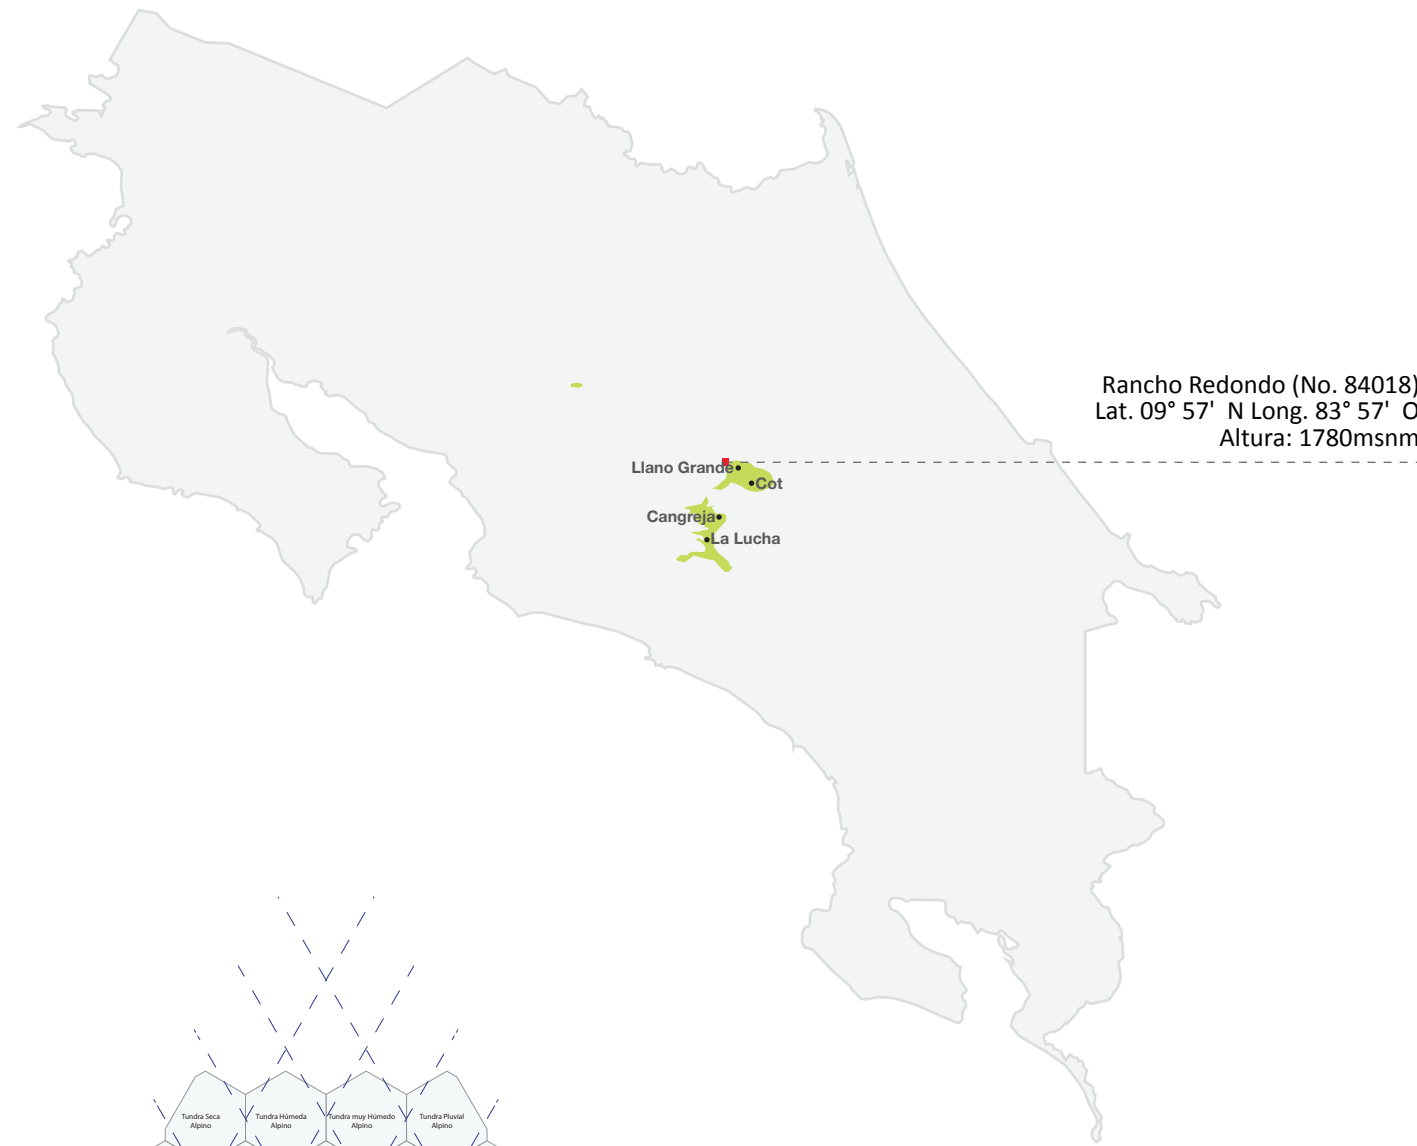 Rancho Redondo (No. 84018)
Lat. 09° 57' N Long. 83° 57' O
Altura: 1780msnm
Llano Grande
Cot
Cangreja
La Lucha
Tundra Seca
Alpino
Tundra Húmeda
Alpino
Tundra muy Húmedo
Alpino
Tundra Pluvial
Alpino